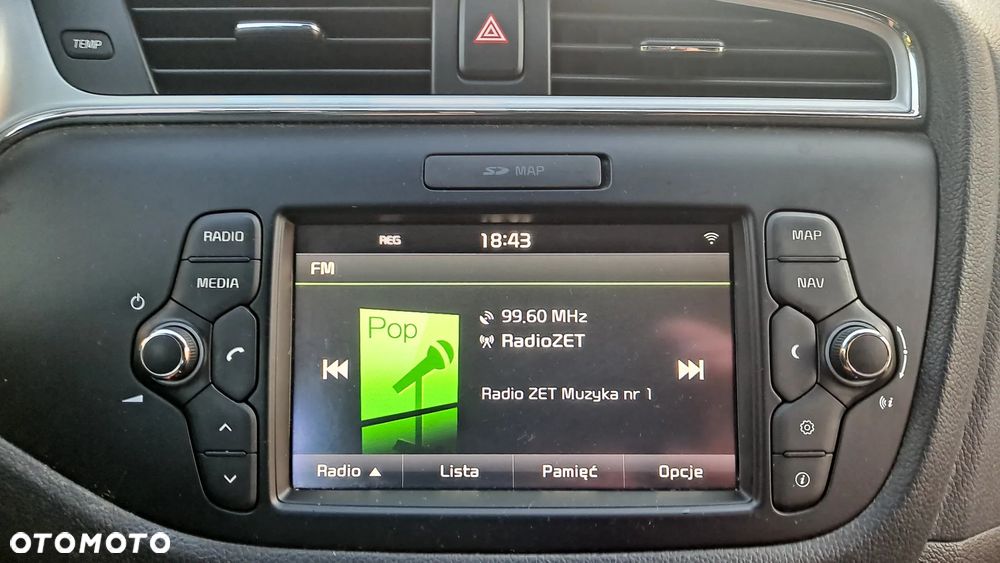 TEMP
SD MAP
RADIO
MEDIA
REG 18:43
FM
Pop
99.60 MHz
RadioZET
Radio ZET Muzyka nr 1
Radio ▲ Lista Pamięć Opcje
MAP
NAV
OTOMOTO